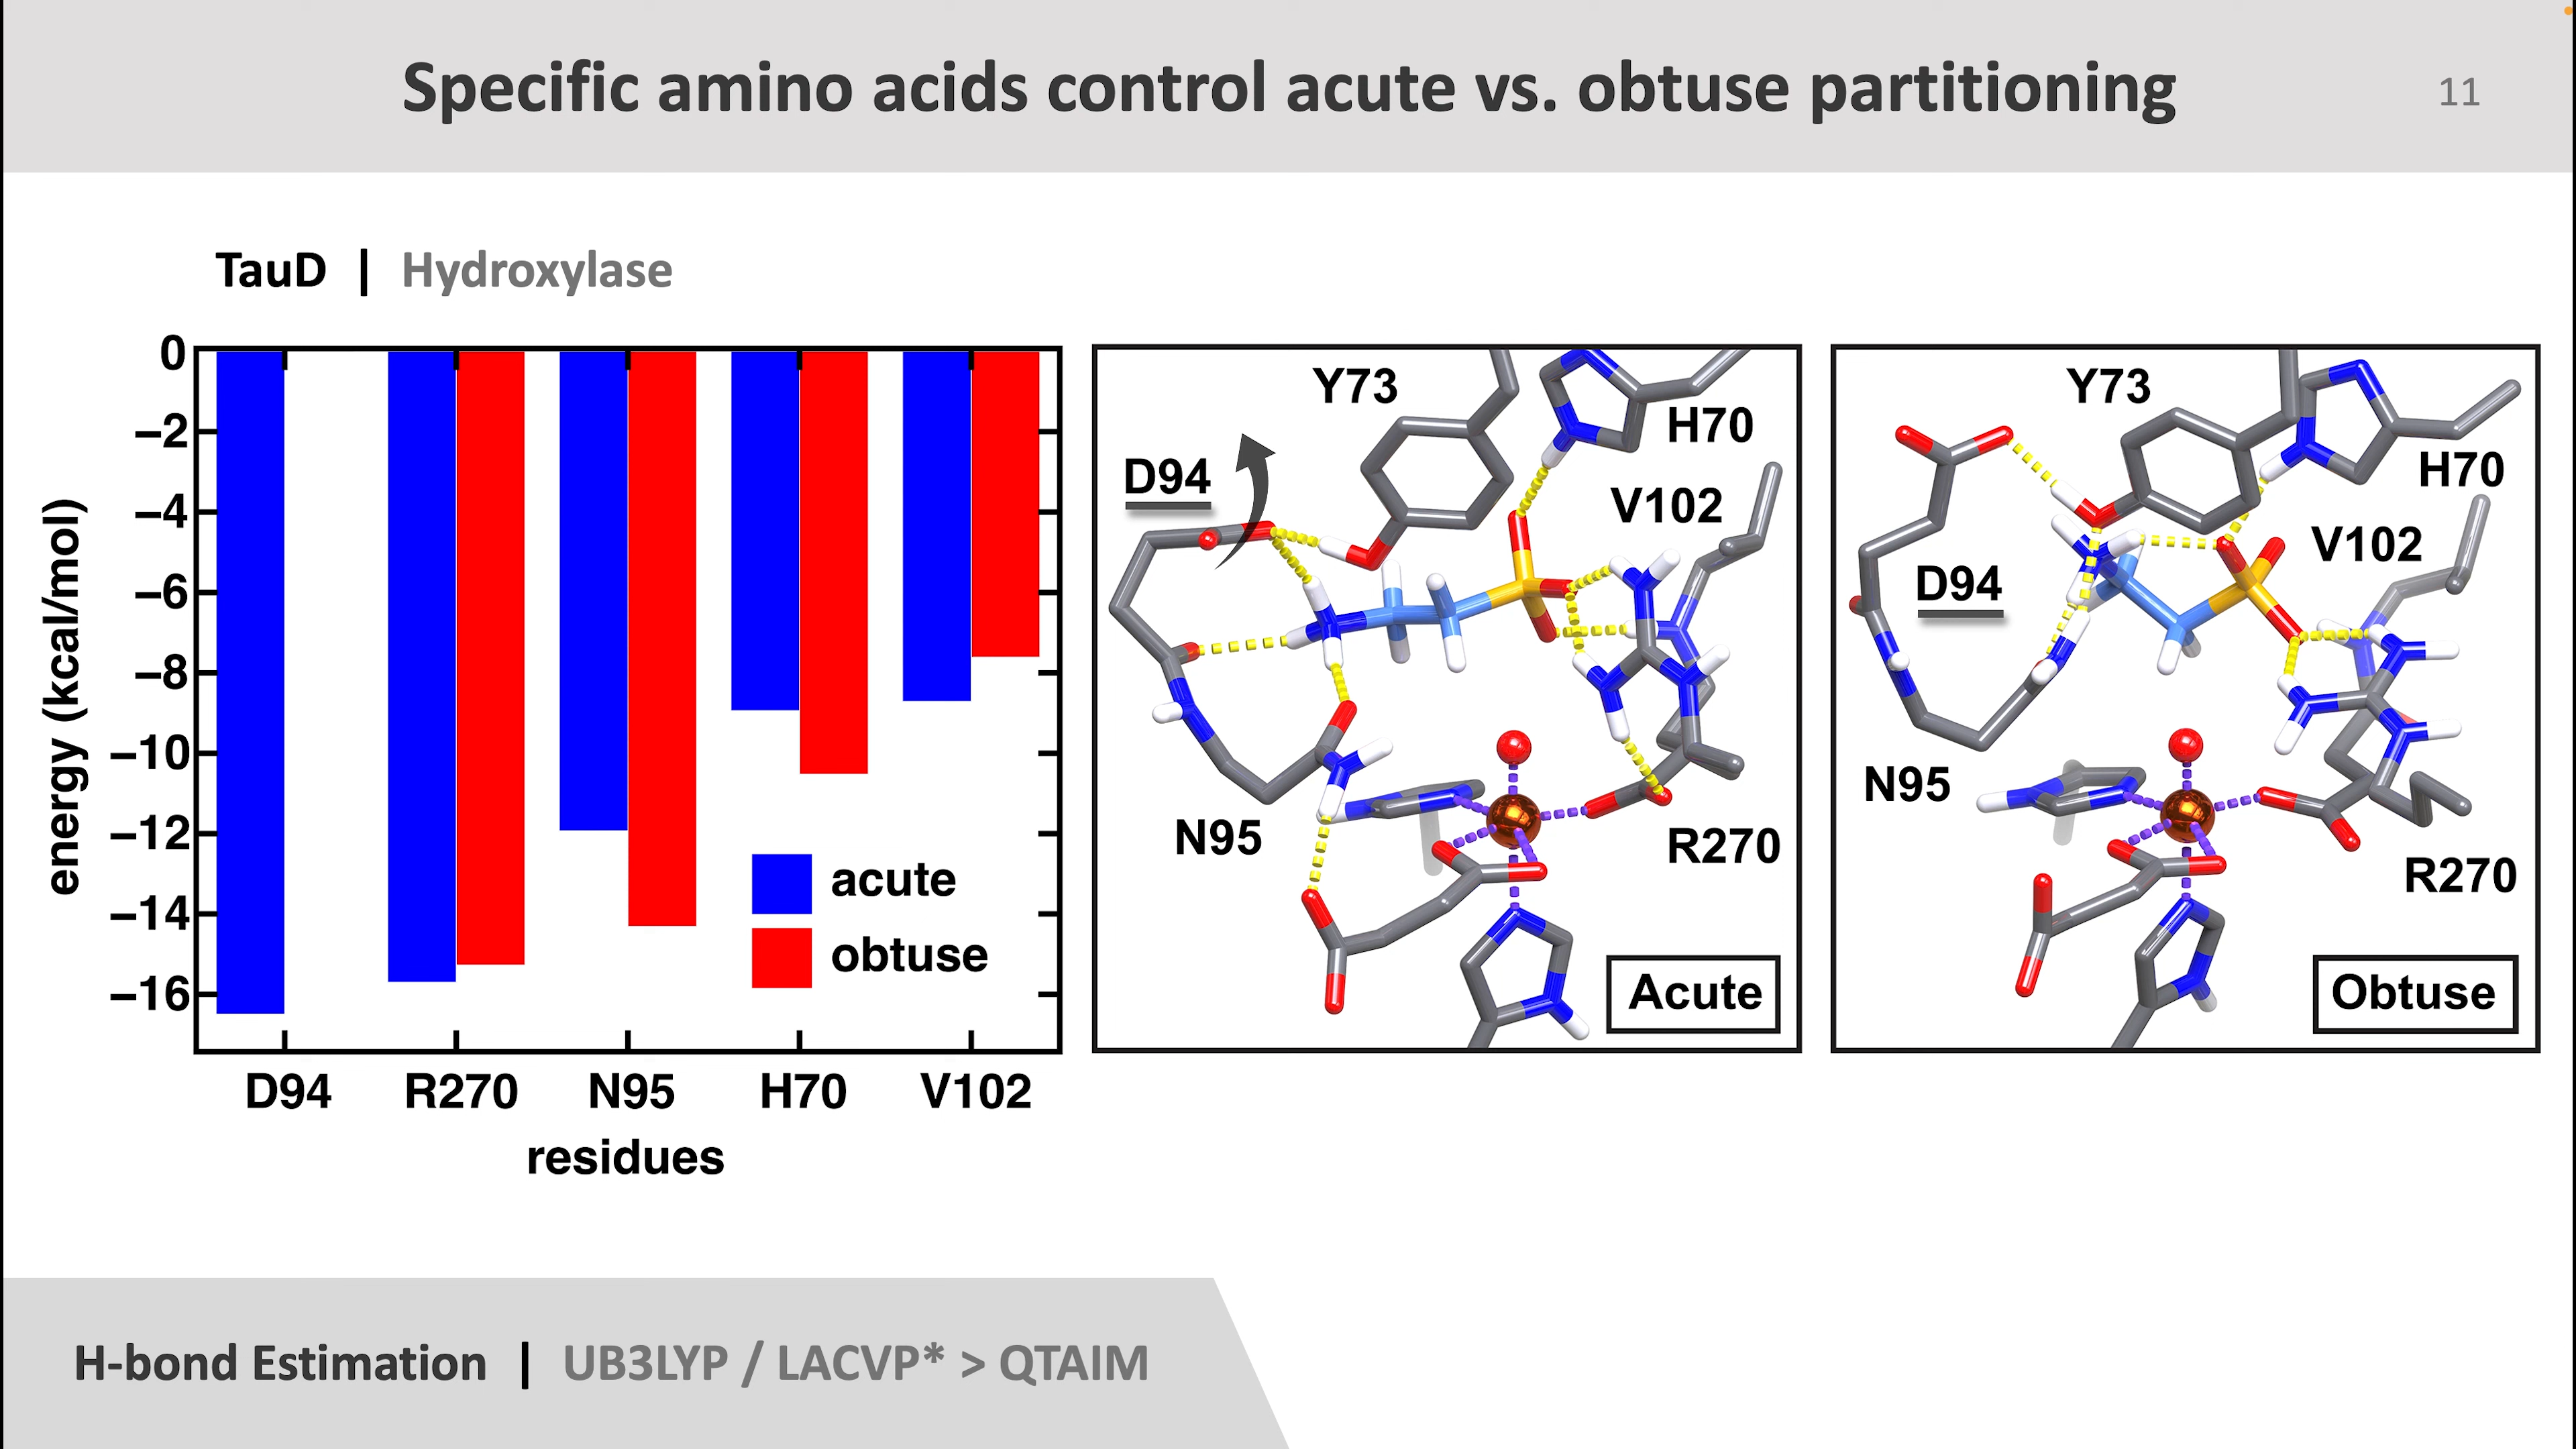 Specific amino acids control acute vs. obtuse partitioning
11
TauD | Hydroxylase
0
−2
−4
−6
−8
−10
−12
−14
−16
energy (kcal/mol)
acute
obtuse
D94 R270 N95 H70 V102
residues
Y73
H70
D94
V102
N95
R270
Acute
Y73
H70
V102
D94
N95
R270
Obtuse
H-bond Estimation | UB3LYP / LACVP* > QTAIM